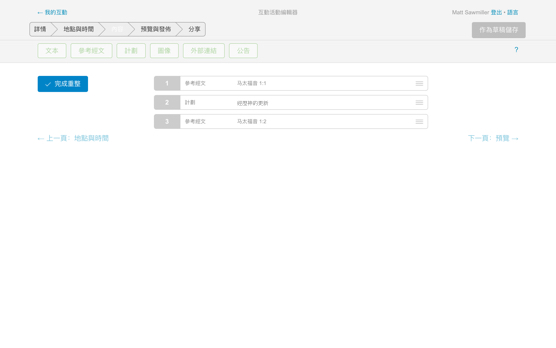 ← 我的互動
互動活動編輯器
Matt Sawmiller 登出 • 語言
詳情
地點與時間
內容
預覽與發佈
分享
作為草稿儲存
文本
參考經文
計劃
圖像
外部連結
公告
?
✓ 完成重整
1 參考經文 马太福音 1:1
2 計劃 經歷神的更新
3 參考經文 马太福音 1:2
← 上一頁: 地點與時間
下一頁: 預覽 →